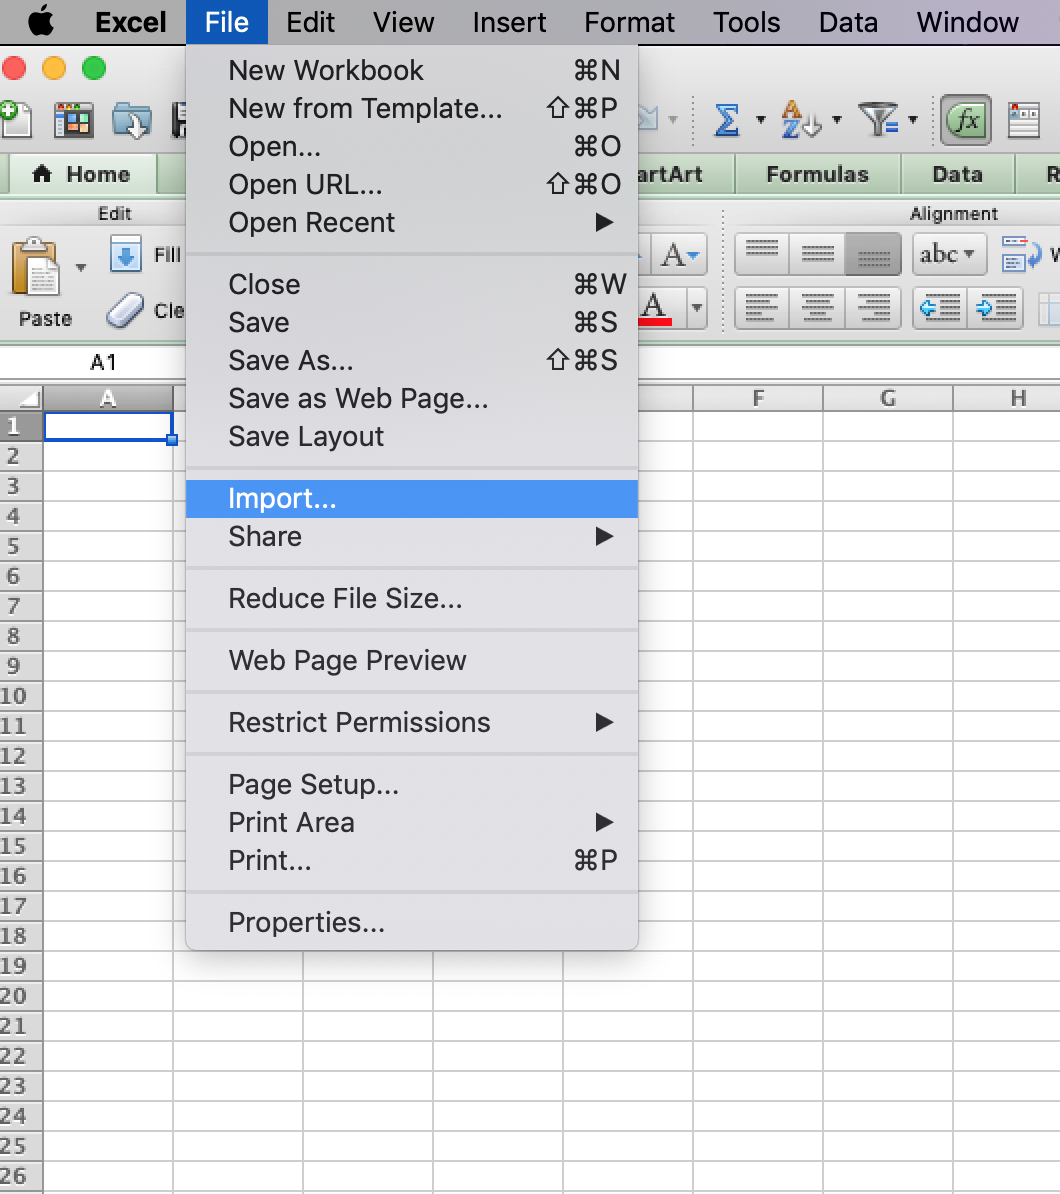 Excel File Edit View Insert Format Tools Data Window
Home artArt Formulas Data R
Edit Alignment
Fill A abc W
Paste Cle A
A1
A F G H
1
2
3
4
5
6
7
8
9
10
11
12
13
14
15
16
17
18
19
20
21
22
23
24
25
26
New Workbook ⌘N
New from Template... ⇧⌘P
Open... ⌘O
Open URL... ⇧⌘O
Open Recent ▶
Close ⌘W
Save ⌘S
Save As... ⇧⌘S
Save as Web Page...
Save Layout
Import...
Share ▶
Reduce File Size...
Web Page Preview
Restrict Permissions ▶
Page Setup...
Print Area ▶
Print... ⌘P
Properties...